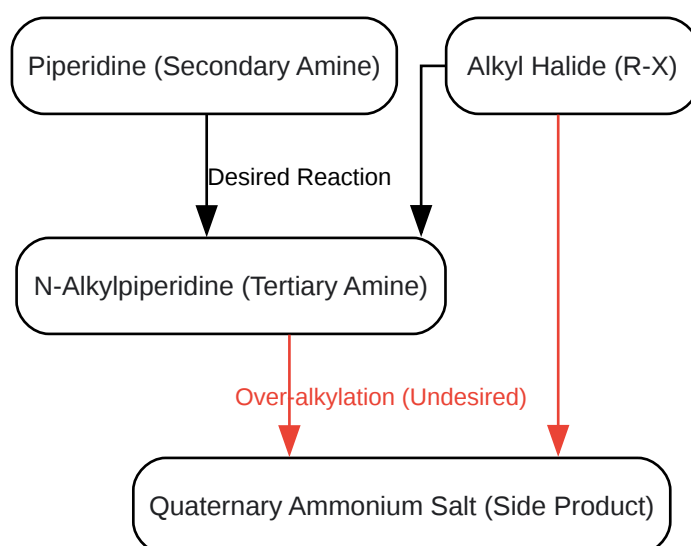 Piperidine (Secondary Amine)
Alkyl Halide (R-X)
Desired Reaction
N-Alkylpiperidine (Tertiary Amine)
Over-alkylation (Undesired)
Quaternary Ammonium Salt (Side Product)